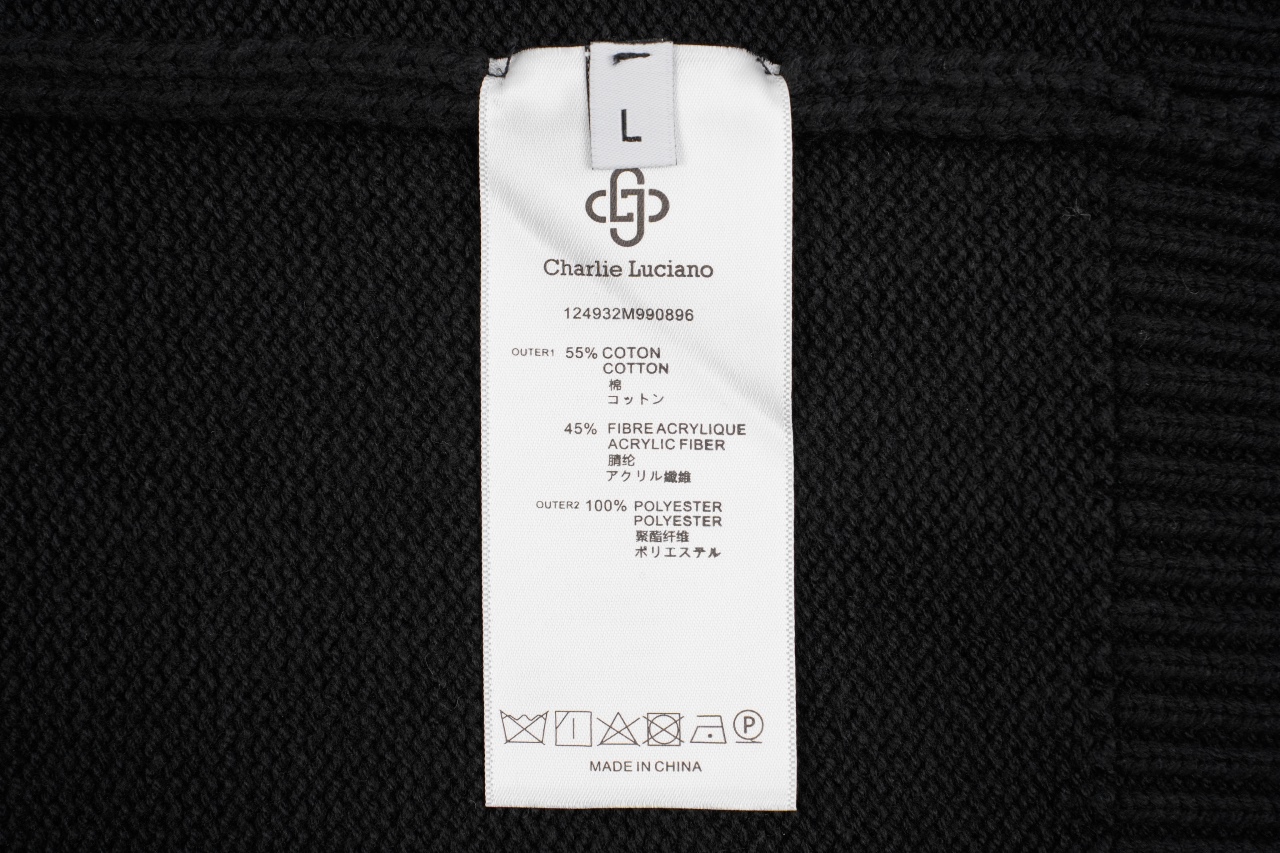 L
Charlie Luciano
124932M990896
OUTER1 55% COTON
COTTON
棉
コットン
45% FIBRE ACRYLIQUE
ACRYLIC FIBER
腈纶
アクリル繊維
OUTER2 100% POLYESTER
POLYESTER
聚酯纤维
ポリエステル
P
MADE IN CHINA